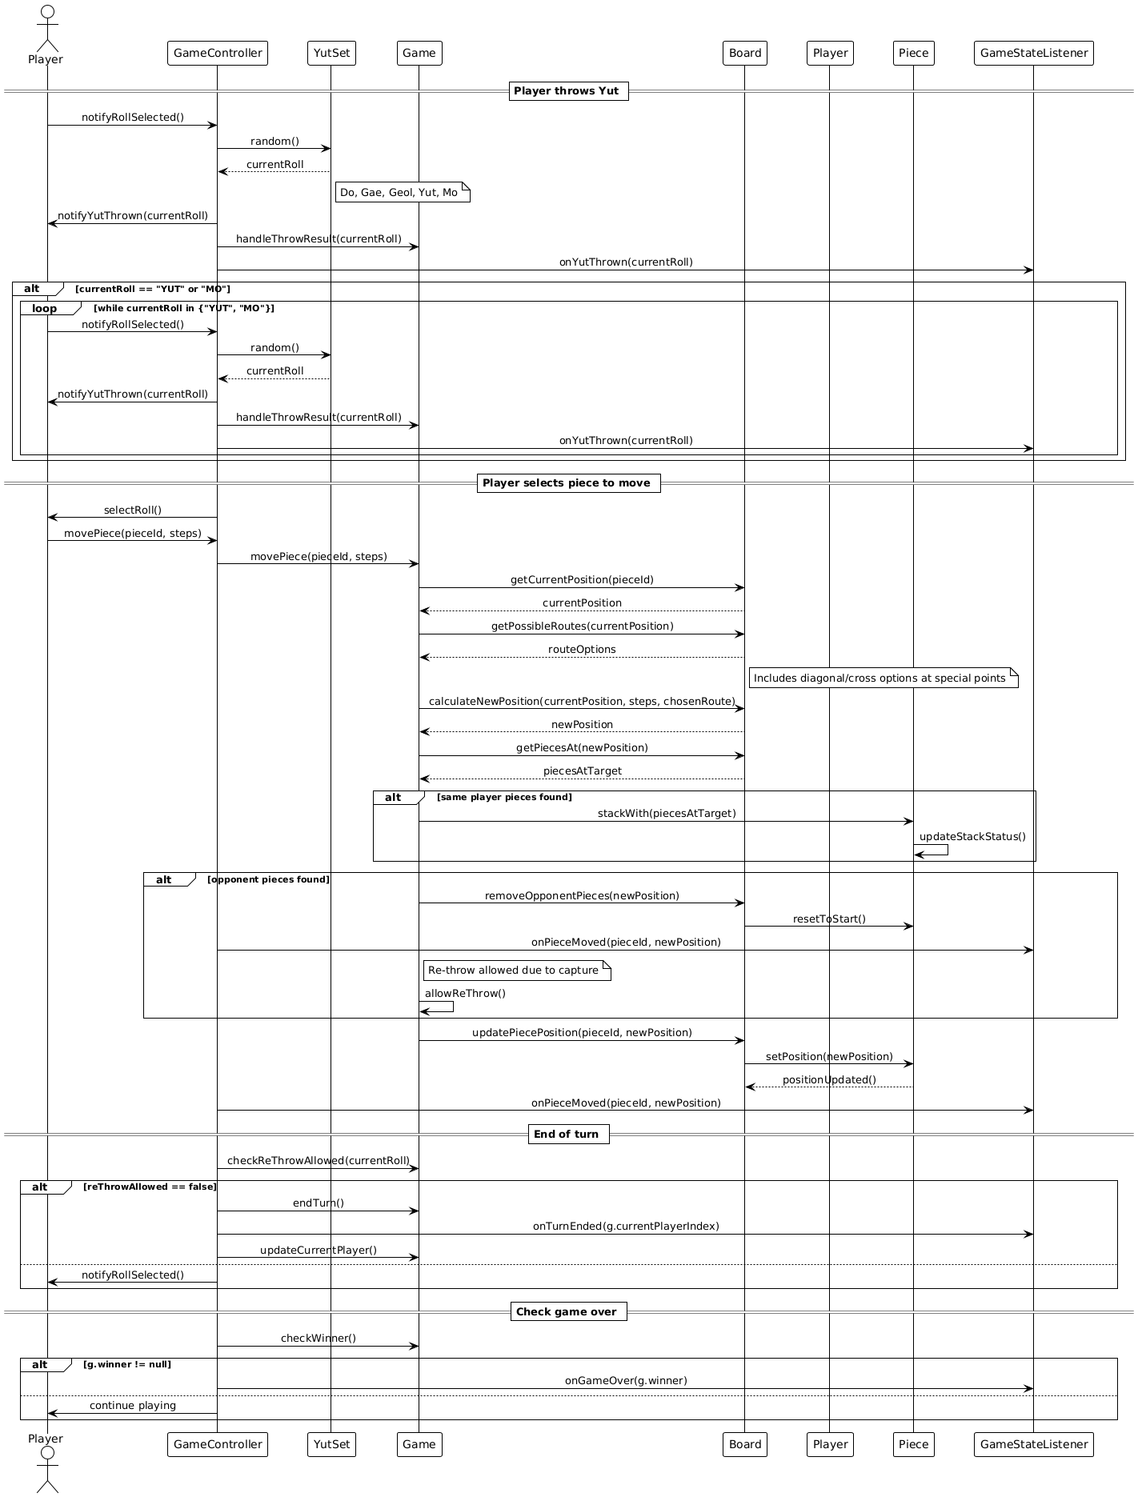 Player
GameController
YutSet
Game
Board
Player
Piece
GameStateListener
Player throws Yut
notifyRollSelected()
random()
currentRoll
Do, Gae, Geol, Yut, Mo
notifyYutThrown(currentRoll)
handleThrowResult(currentRoll)
onYutThrown(currentRoll)
alt [currentRoll == "YUT" or "MO"]
loop [while currentRoll in {"YUT", "MO"}]
notifyRollSelected()
random()
currentRoll
notifyYutThrown(currentRoll)
handleThrowResult(currentRoll)
onYutThrown(currentRoll)
Player selects piece to move
selectRoll()
movePiece(pieceId, steps)
movePiece(pieceId, steps)
getCurrentPosition(pieceId)
currentPosition
getPossibleRoutes(currentPosition)
routeOptions
Includes diagonal/cross options at special points
calculateNewPosition(currentPosition, steps, chosenRoute)
newPosition
getPiecesAt(newPosition)
piecesAtTarget
alt [same player pieces found]
stackWith(piecesAtTarget)
updateStackStatus()
alt [opponent pieces found]
removeOpponentPieces(newPosition)
resetToStart()
onPieceMoved(pieceId, newPosition)
Re-throw allowed due to capture
allowReThrow()
updatePiecePosition(pieceId, newPosition)
setPosition(newPosition)
positionUpdated()
onPieceMoved(pieceId, newPosition)
End of turn
checkReThrowAllowed(currentRoll)
alt [reThrowAllowed == false]
endTurn()
onTurnEnded(g.currentPlayerIndex)
updateCurrentPlayer()
notifyRollSelected()
Check game over
checkWinner()
alt [g.winner != null]
onGameOver(g.winner)
continue playing
Player
GameController
YutSet
Game
Board
Player
Piece
GameStateListener